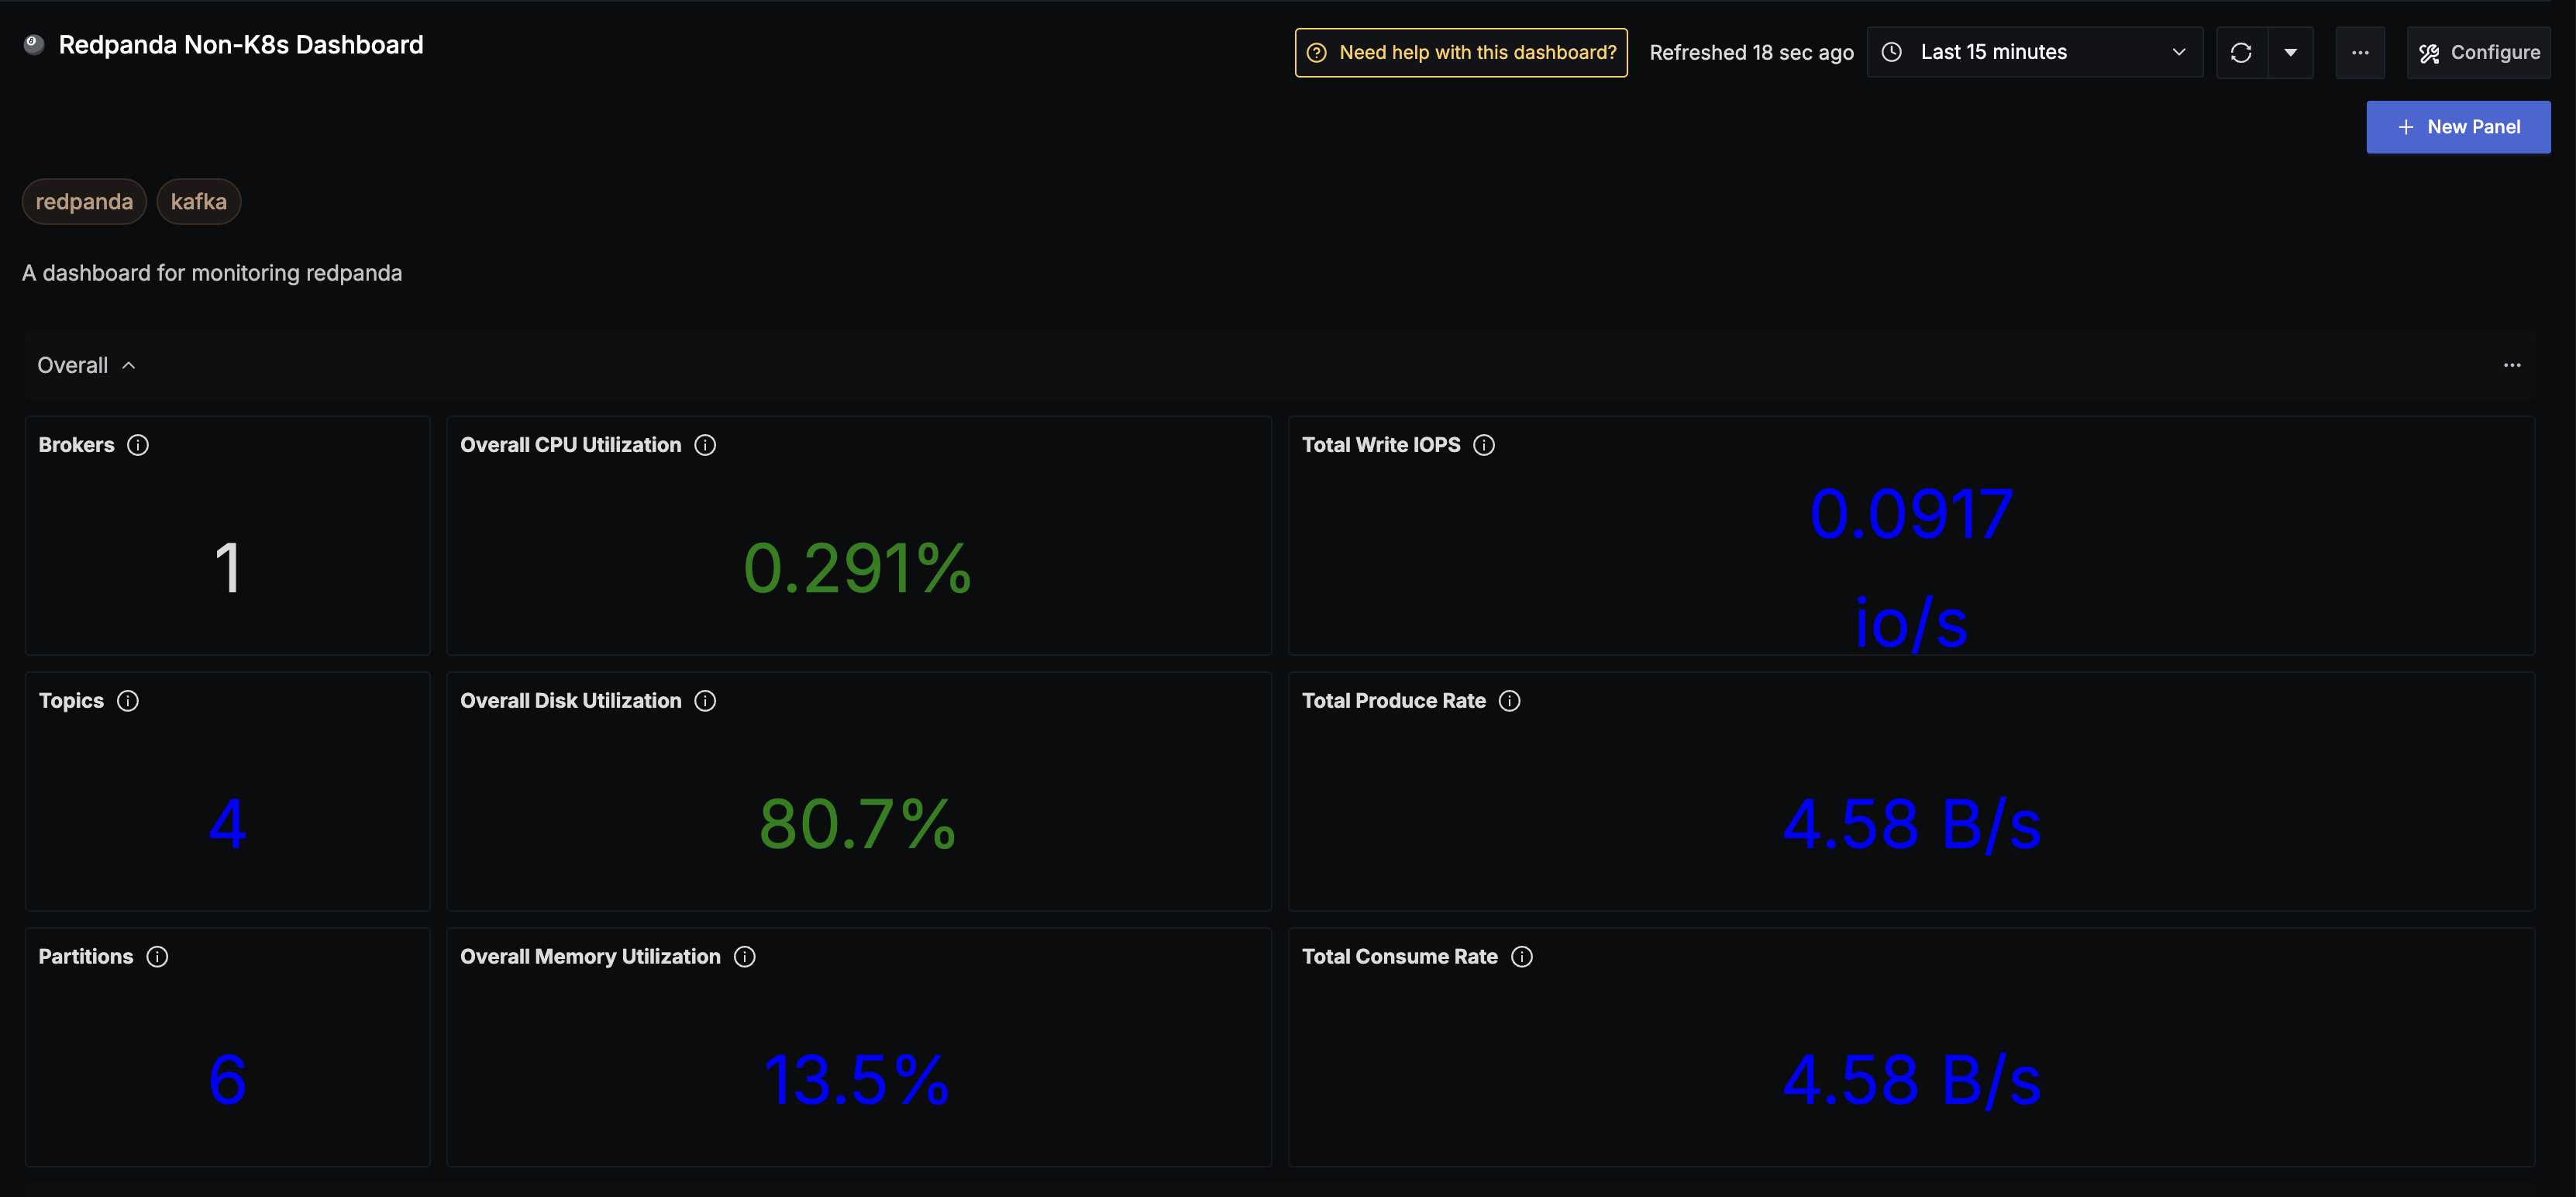 Redpanda Non-K8s Dashboard
Need help with this dashboard?
Refreshed 18 sec ago
Last 15 minutes
Configure
New Panel
redpanda
kafka
A dashboard for monitoring redpanda
Overall
Brokers
1
Overall CPU Utilization
0.291%
Total Write IOPS
0.0917
io/s
Topics
4
Overall Disk Utilization
80.7%
Total Produce Rate
4.58 B/s
Partitions
6
Overall Memory Utilization
13.5%
Total Consume Rate
4.58 B/s